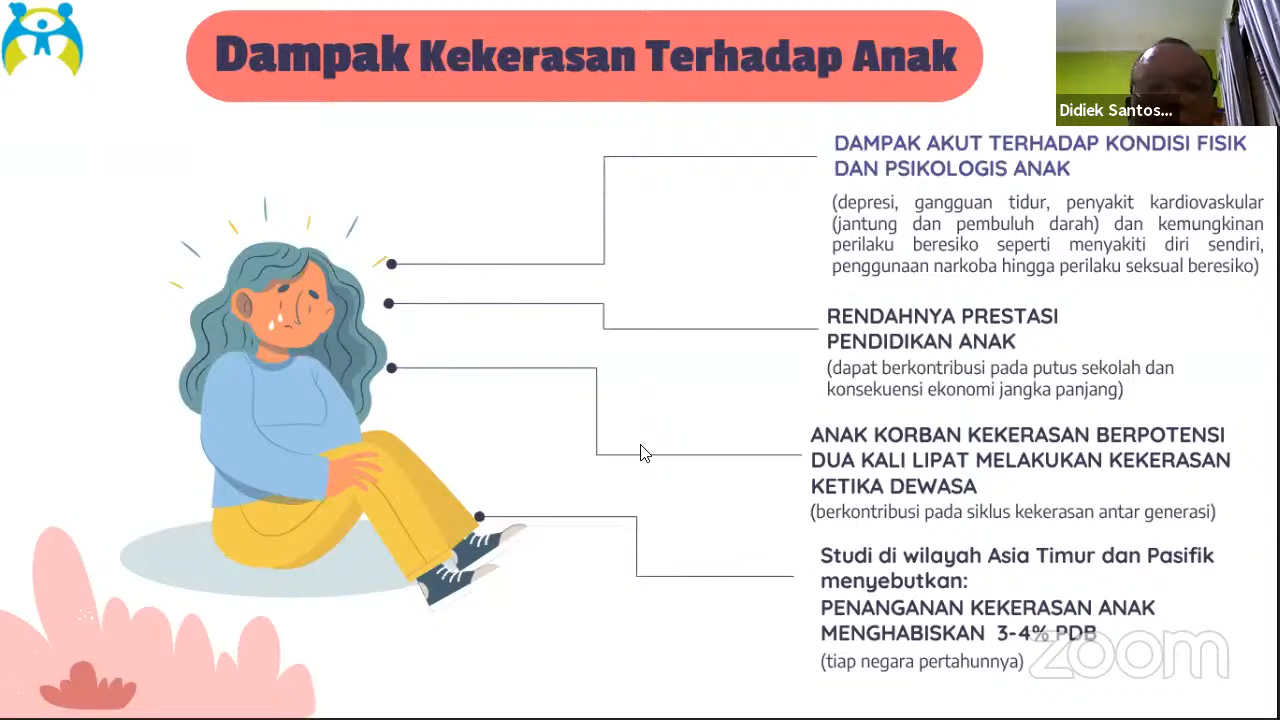 Dampak Kekerasan Terhadap Anak
Didiek Santos...
DAMPAK AKUT TERHADAP KONDISI FISIK
DAN PSIKOLOGIS ANAK
(depresi, gangguan tidur, penyakit kardiovaskular
(jantung dan pembuluh darah) dan kemungkinan
perilaku beresiko seperti menyakiti diri sendiri,
penggunaan narkoba hingga perilaku seksual beresiko)
RENDAHNYA PRESTASI
PENDIDIKAN ANAK
(dapat berkontribusi pada putus sekolah dan
konsekuensi ekonomi jangka panjang)
ANAK KORBAN KEKERASAN BERPOTENSI
DUA KALI LIPAT MELAKUKAN KEKERASAN
KETIKA DEWASA
(berkontribusi pada siklus kekerasan antar generasi)
Studi di wilayah Asia Timur dan Pasifik
menyebutkan:
PENANGANAN KEKERASAN ANAK
MENGHABISKAN 3-4% PDB
(tiap negara pertahunnya)
zoom